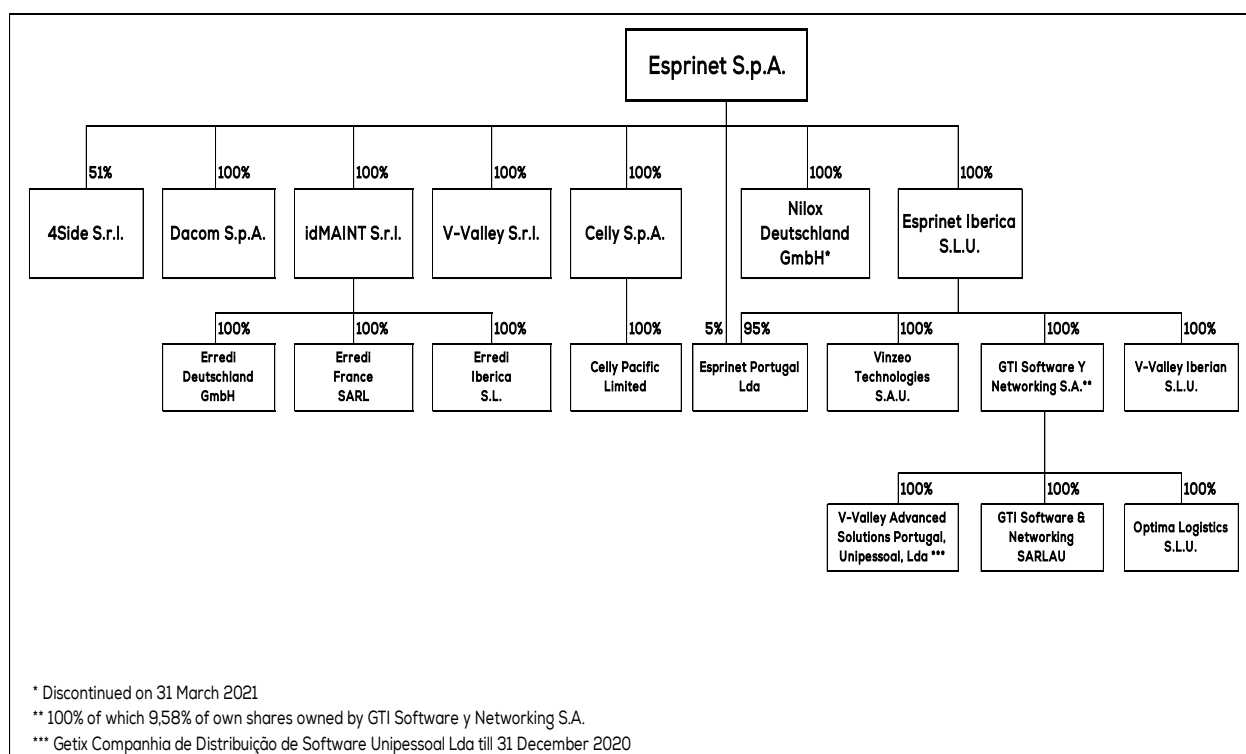 Esprinet S.p.A.
51%
100%
100%
100%
100%
100%
100%
4Side S.r.l.
Dacom S.p.A.
idMAINT S.r.l.
V-Valley S.r.l.
Celly S.p.A.
Nilox
Deutschland
GmbH*
Esprinet Iberica
S.L.U.
100%
100%
100%
100%
5%
95%
100%
100%
100%
Erredi
Deutschland
GmbH
Erredi
France
SARL
Erredi
Iberica
S.L.
Celly Pacific
Limited
Esprinet Portugal
Lda
Vinzeo
Technologies
S.A.U.
GTI Software Y
Networking S.A.**
V-Valley Iberian
S.L.U.
100%
100%
100%
V-Valley Advanced
Solutions Portugal,
Unipessoal, Lda ***
GTI Software &
Networking
SARLAU
Optima Logistics
S.L.U.
* Discontinued on 31 March 2021
** 100% of which 9,58% of own shares owned by GTI Software y Networking S.A.
*** Getix Companhia de Distribuição de Software Unipessoal Lda till 31 December 2020